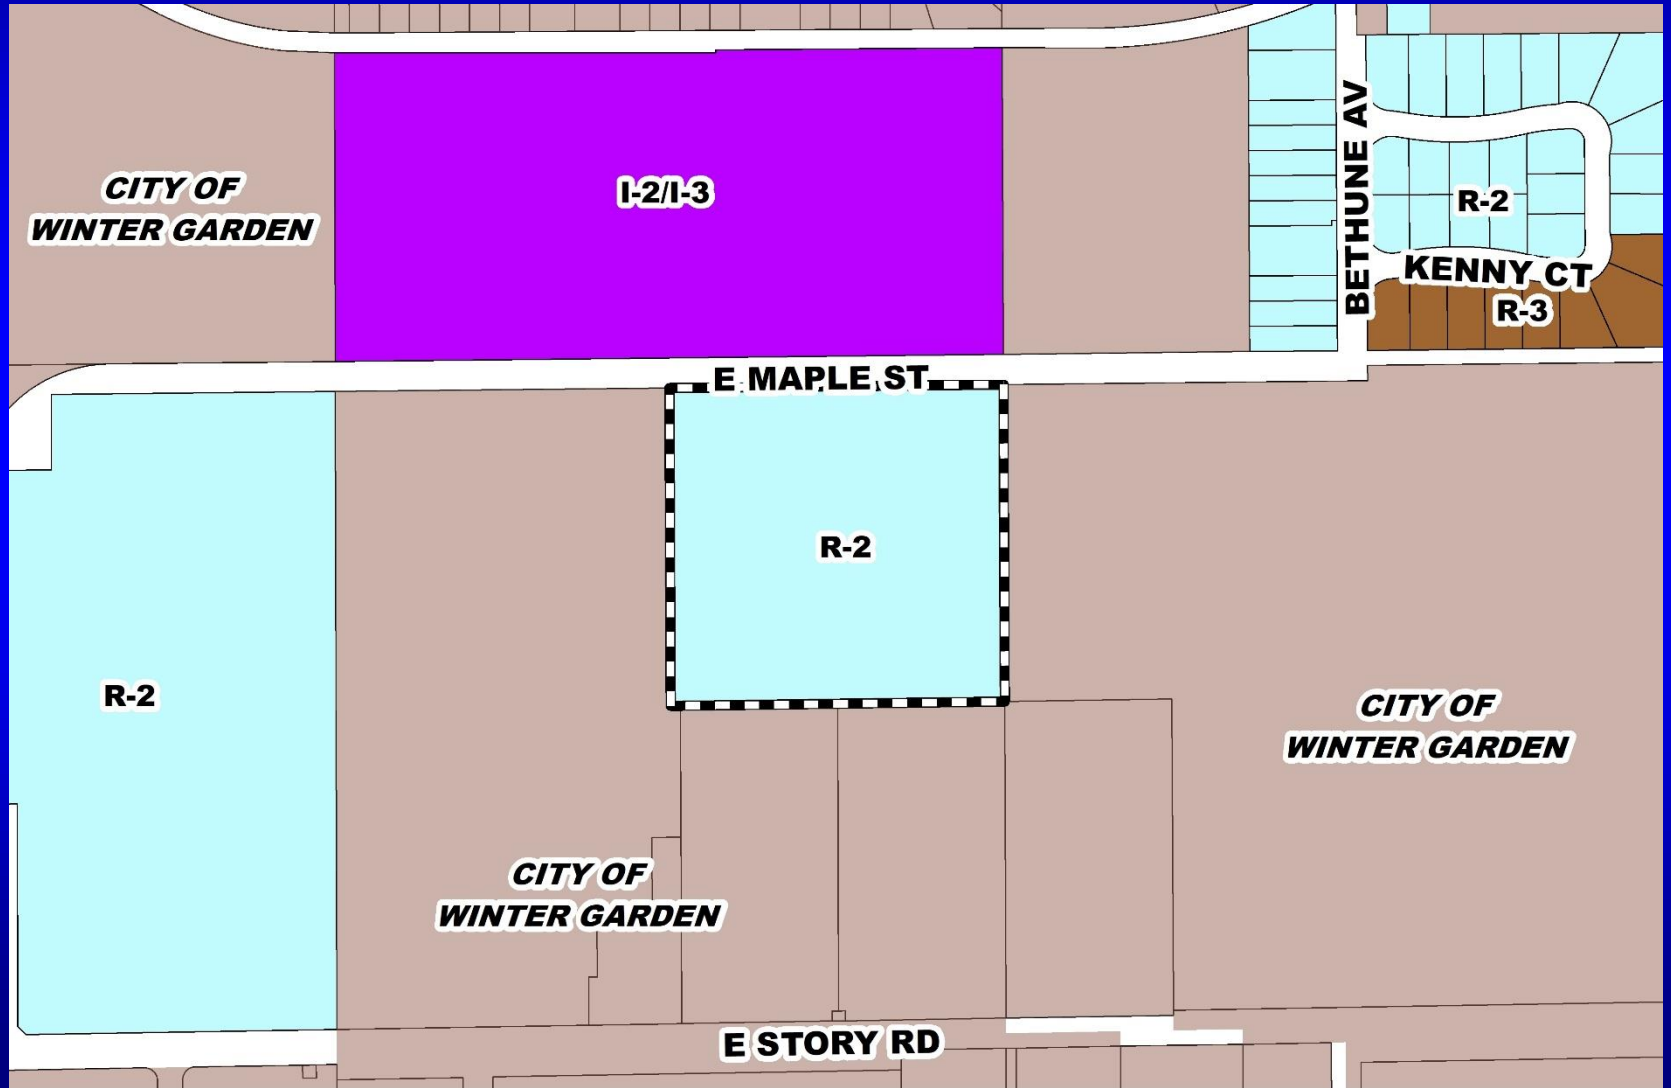 CITY OF
WINTER GARDEN
I-2/I-3
BETHUNE AV
R-2
KENNY CT
R-3
E MAPLE ST
R-2
R-2
CITY OF
WINTER GARDEN
CITY OF
WINTER GARDEN
E STORY RD